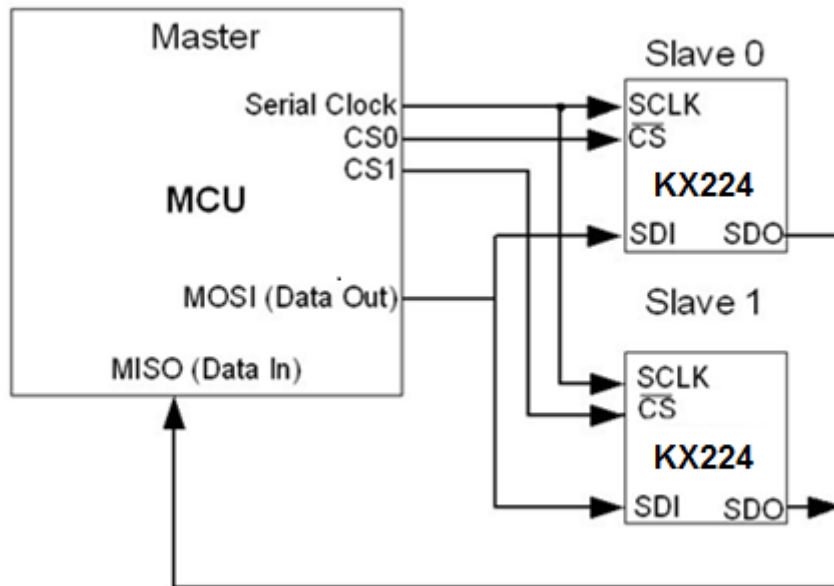 Master
Serial Clock
CS0
CS1
MCU
MOSI (Data Out)
MISO (Data In)
Slave 0
SCLK
CS
KX224
SDI SDO
Slave 1
SCLK
CS
KX224
SDI SDO